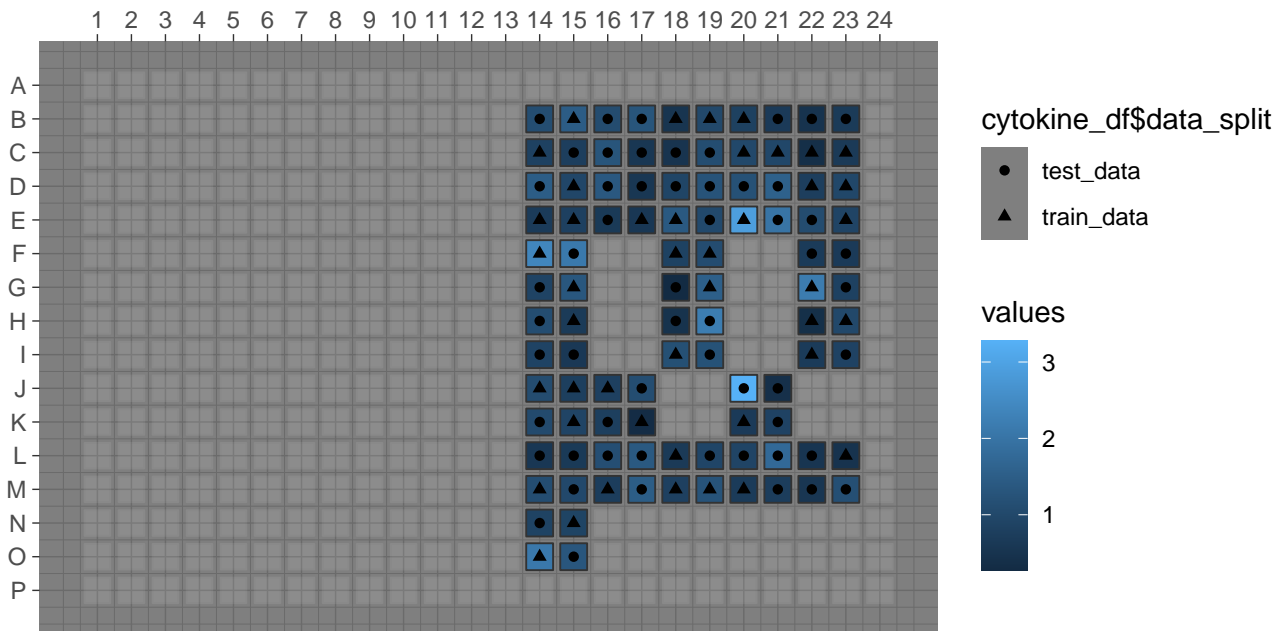 1 2 3 4 5 6 7 8 9 10 11 12 13 14 15 16 17 18 19 20 21 22 23 24
A
B
C
D
E
F
G
H
I
J
K
L
M
N
O
P
cytokine_df$data_split
test_data
train_data
values
3
2
1